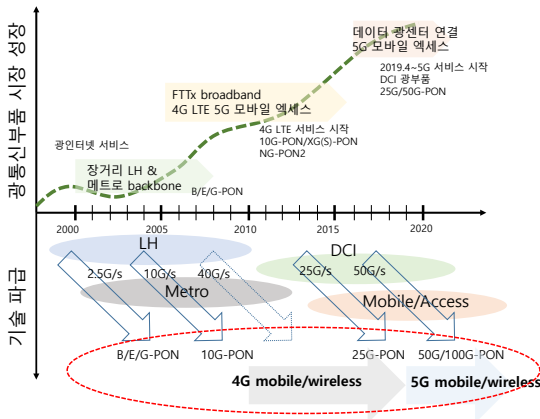 광통신부품 시장 성장
데이타 광센터 연결
5G 모바일 엑세스
2019.4~5G 서비스 시작
DCI 광부품
25G/50G-PON
FTTx broadband
4G LTE 5G 모바일 엑세스
4G LTE 서비스 시작
10G-PON/XG(S)-PON
NG-PON2
광인터넷 서비스
장거리 LH &
메트로 backbone
B/E/G-PON
2000
2005
2010
2015
2020
기술 파급
LH
DCI
2.5G/s
10G/s
40G/s
25G/s
50G/s
Metro
Mobile/Access
B/E/G-PON
10G-PON
25G-PON
50G/100G-PON
4G mobile/wireless
5G mobile/wireless